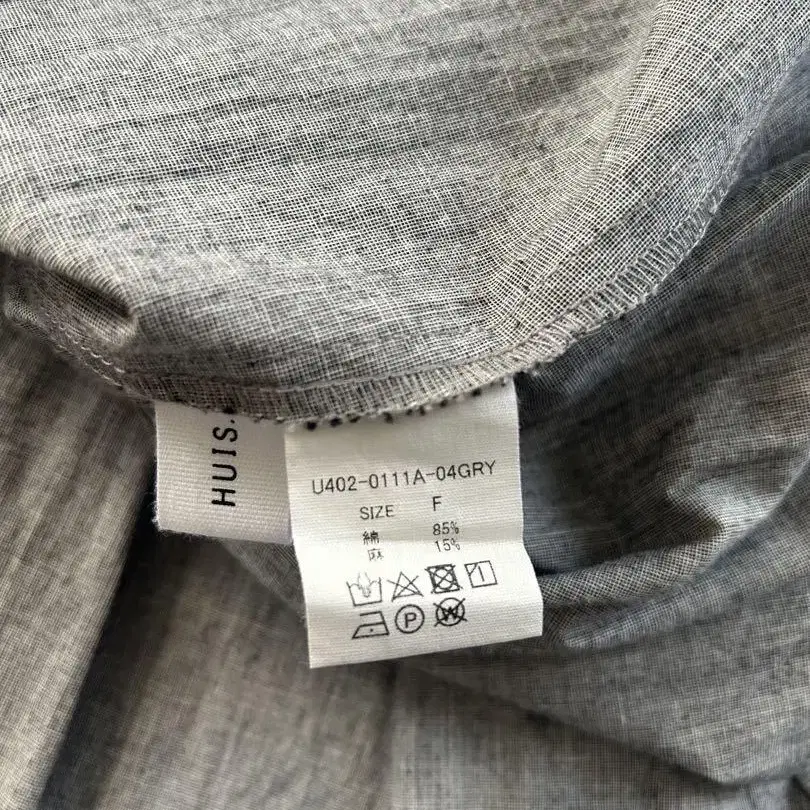 HUIS.
U402-0111A-04GRY
SIZE F
綿 85%
麻 15%
P
W